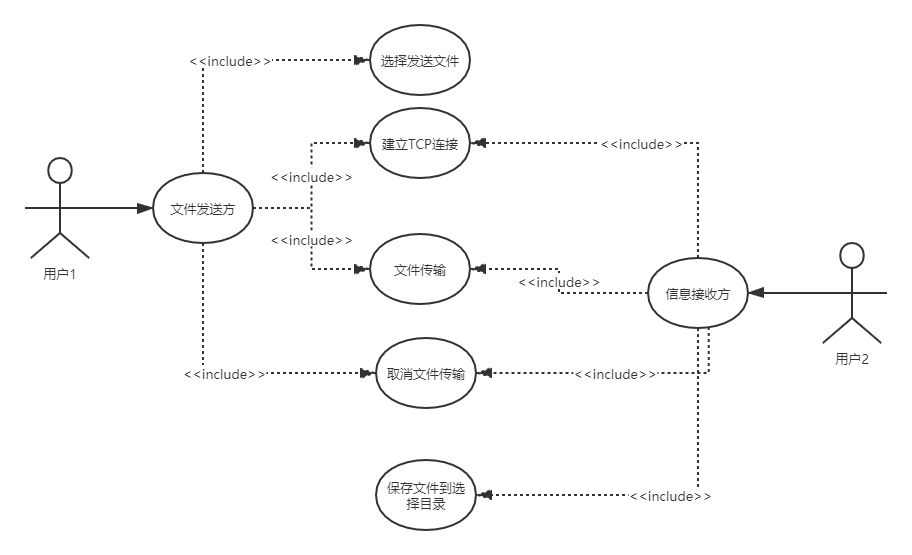 <<include>>
选择发送文件
建立TCP连接
<<include>>
<<include>>
文件发送方
用户1
<<include>>
文件传输
<<include>>
信息接收方
用户2
<<include>>
取消文件传输
<<include>>
保存文件到选
择目录
<<include>>